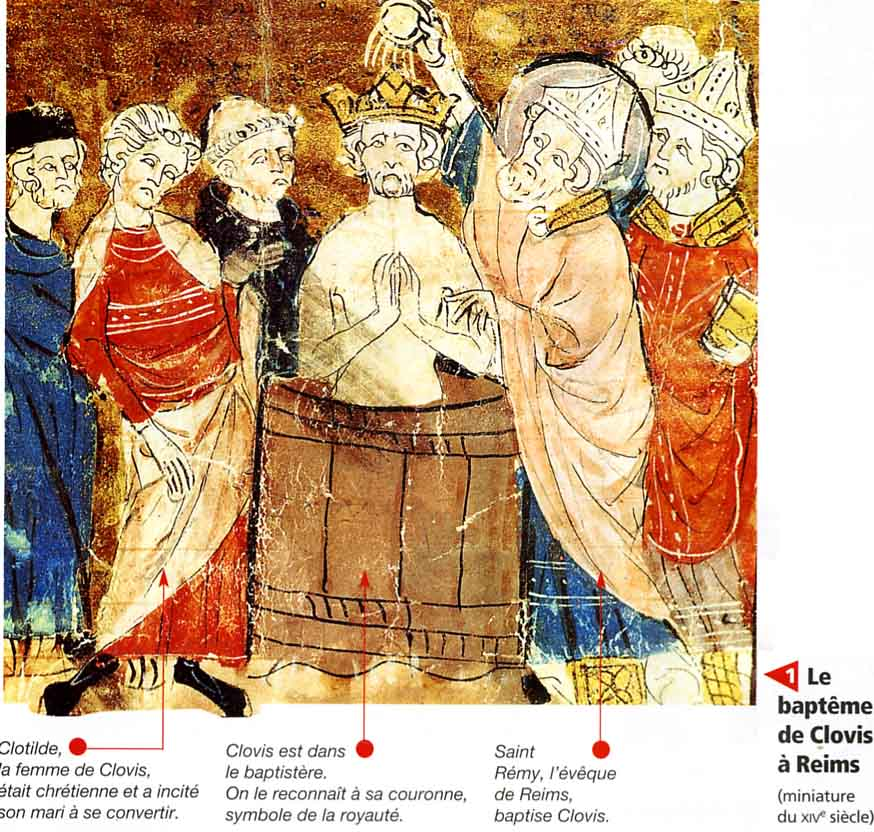 1 Le
baptême
de Clovis
à Reims
(miniature
du XIVe siècle)
Clotilde,
la femme de Clovis,
était chrétienne et a incité
son mari à se convertir.
Clovis est dans
le baptistère.
On le reconnaît à sa couronne,
symbole de la royauté.
Saint
Rémy, l'évêque
de Reims,
baptise Clovis.